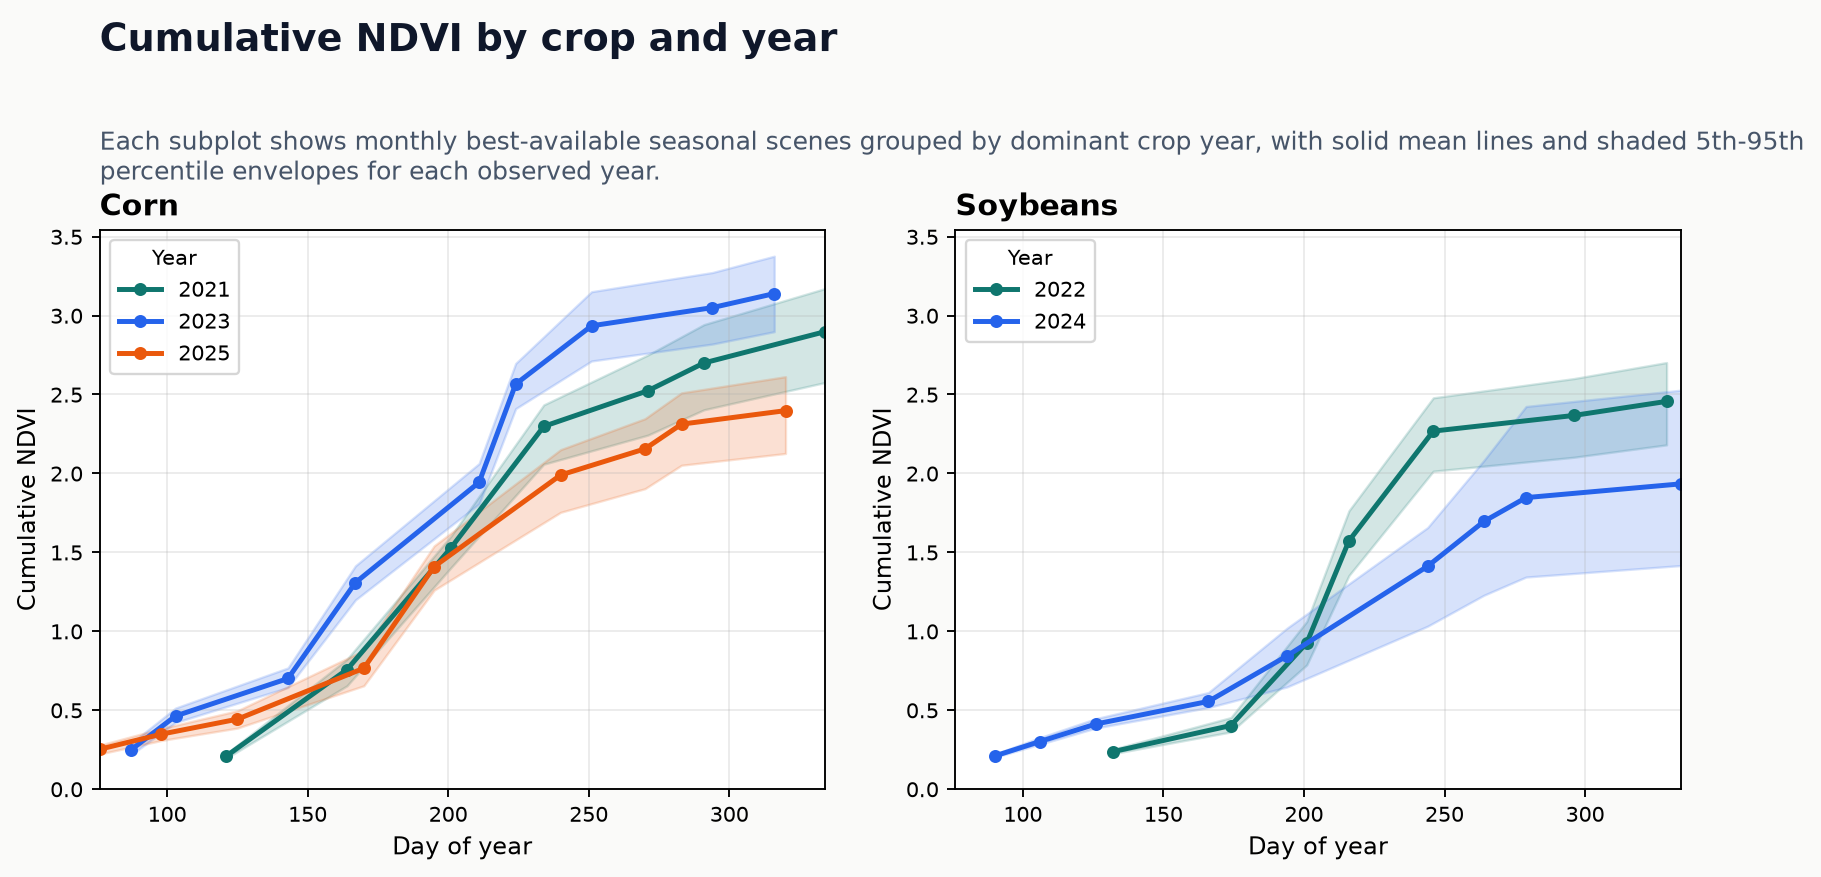 Cumulative NDVI by crop and year
Each subplot shows monthly best-available seasonal scenes grouped by dominant crop year, with solid mean lines and shaded 5th-95th
percentile envelopes for each observed year.
Corn
Year
2021
2023
2025
Cumulative NDVI
3.5
3.0
2.5
2.0
1.5
1.0
0.5
0.0
100
150
200
250
300
Day of year
Soybeans
Year
2022
2024
Cumulative NDVI
3.5
3.0
2.5
2.0
1.5
1.0
0.5
0.0
100
150
200
250
300
Day of year